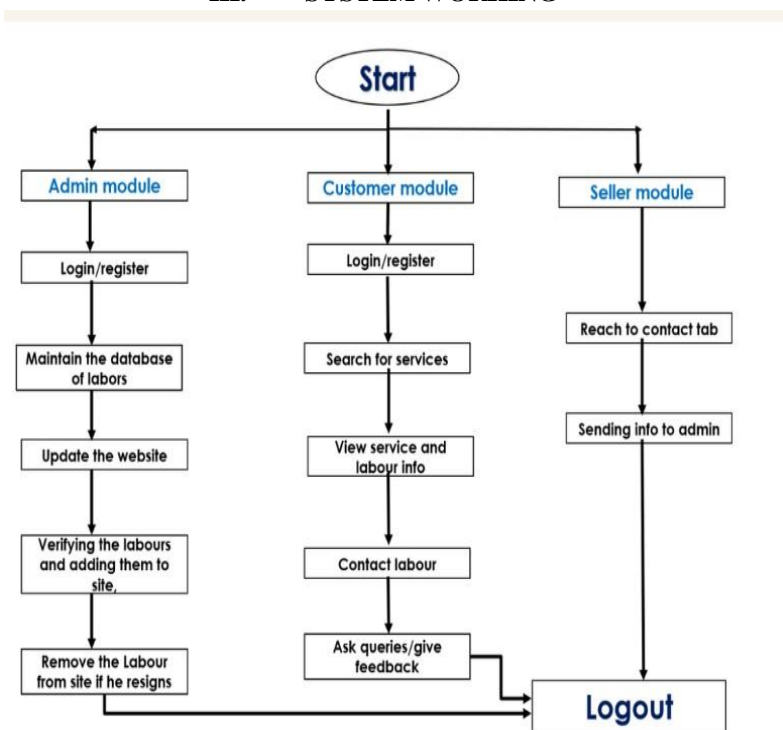 III. SYSTEM WORKING
Start
Admin module
Login/register
Maintain the database
of labors
Update the website
Verifying the labours
and adding them to
site,
Remove the Labour
from site if he resigns
Customer module
Login/register
Search for services
View service and
labour info
Contact labour
Ask queries/give
feedback
Seller module
Reach to contact tab
Sending info to admin
Logout